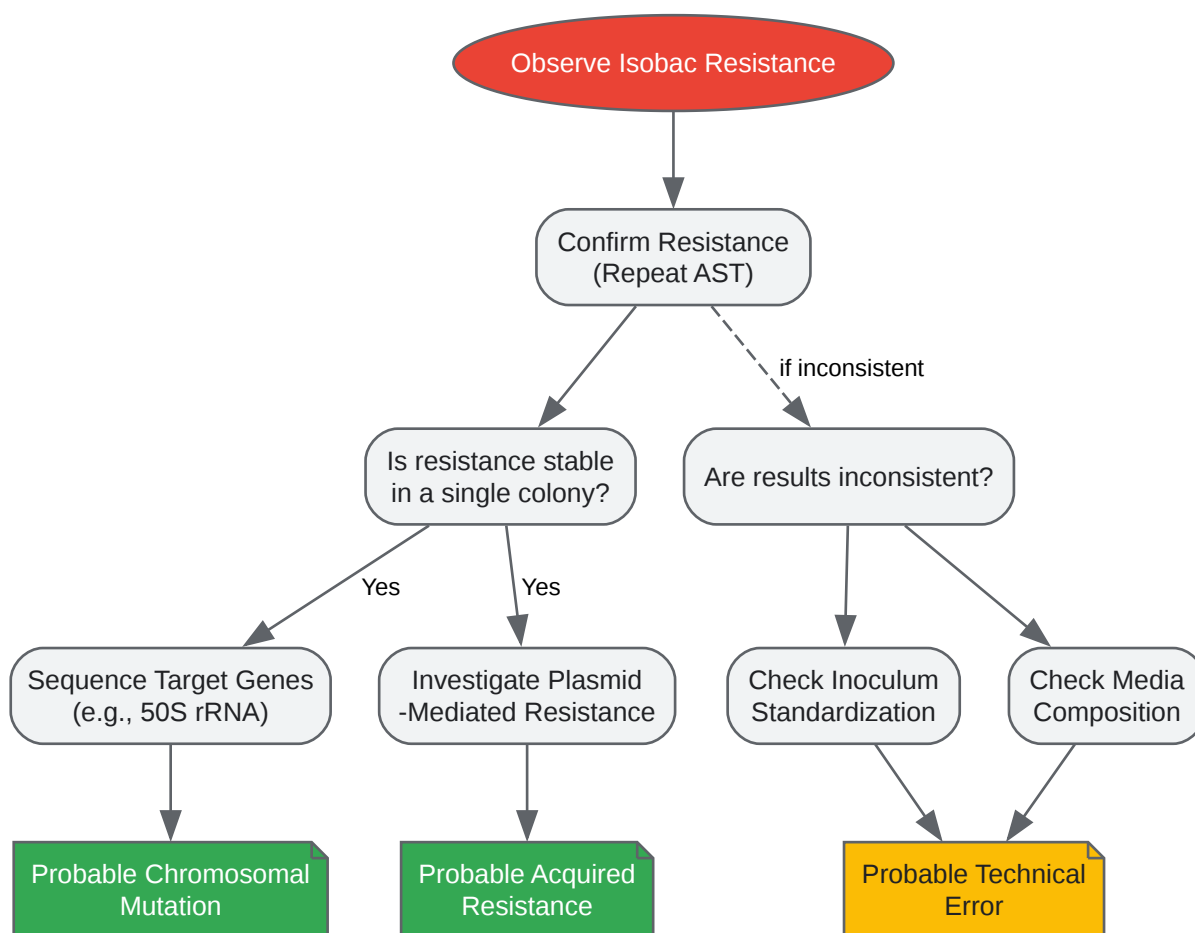 Observe Isobac Resistance
Confirm Resistance
(Repeat AST)
if inconsistent
Is resistance stable
in a single colony?
Are results inconsistent?
Yes
Yes
Sequence Target Genes
(e.g., 50S rRNA)
Investigate Plasmid
-Mediated Resistance
Check Inoculum
Standardization
Check Media
Composition
Probable Chromosomal
Mutation
Probable Acquired
Resistance
Probable Technical
Error